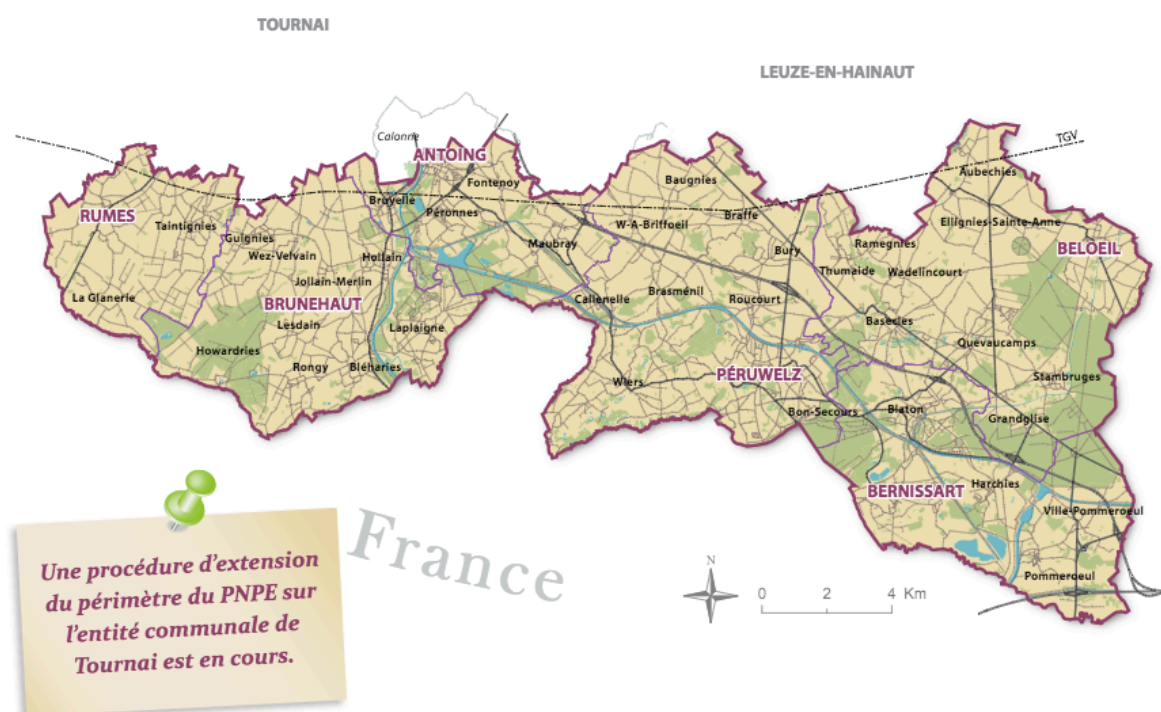 TOURNAI
LEUZE-EN-HAINAUT
TGV
Calonne
ANTOING
Aubechies
Fontenoy
Baugnies
Bruyelle
RUMES
Péronnes
Braffe
Taintignies
W-A-Briffoeil
Ellignies-Sainte-Anne
Guignies
Maubray
Bury
Ramegnies
BELOEIL
Wez-Velvain
Hollain
Thumaide
Wadelincourt
Jollain-Merlin
Brasménil
La Glanerie
BRUNEHAUT
Callenelle
Roucourt
Lesdain
Laplaigne
Basècles
Quevaucamps
Howardries
Rongy
Bléharies
Wiers
PÉRUWELZ
Stambruges
Bon-Secours
Blaton
Grandglise
BERNISSART
Harchies
Ville-Pommeroeul
Pommeroeul
France
N
0 2 4 Km
Une procédure d'extension
du périmètre du PNPE sur
l'entité communale de
Tournai est en cours.